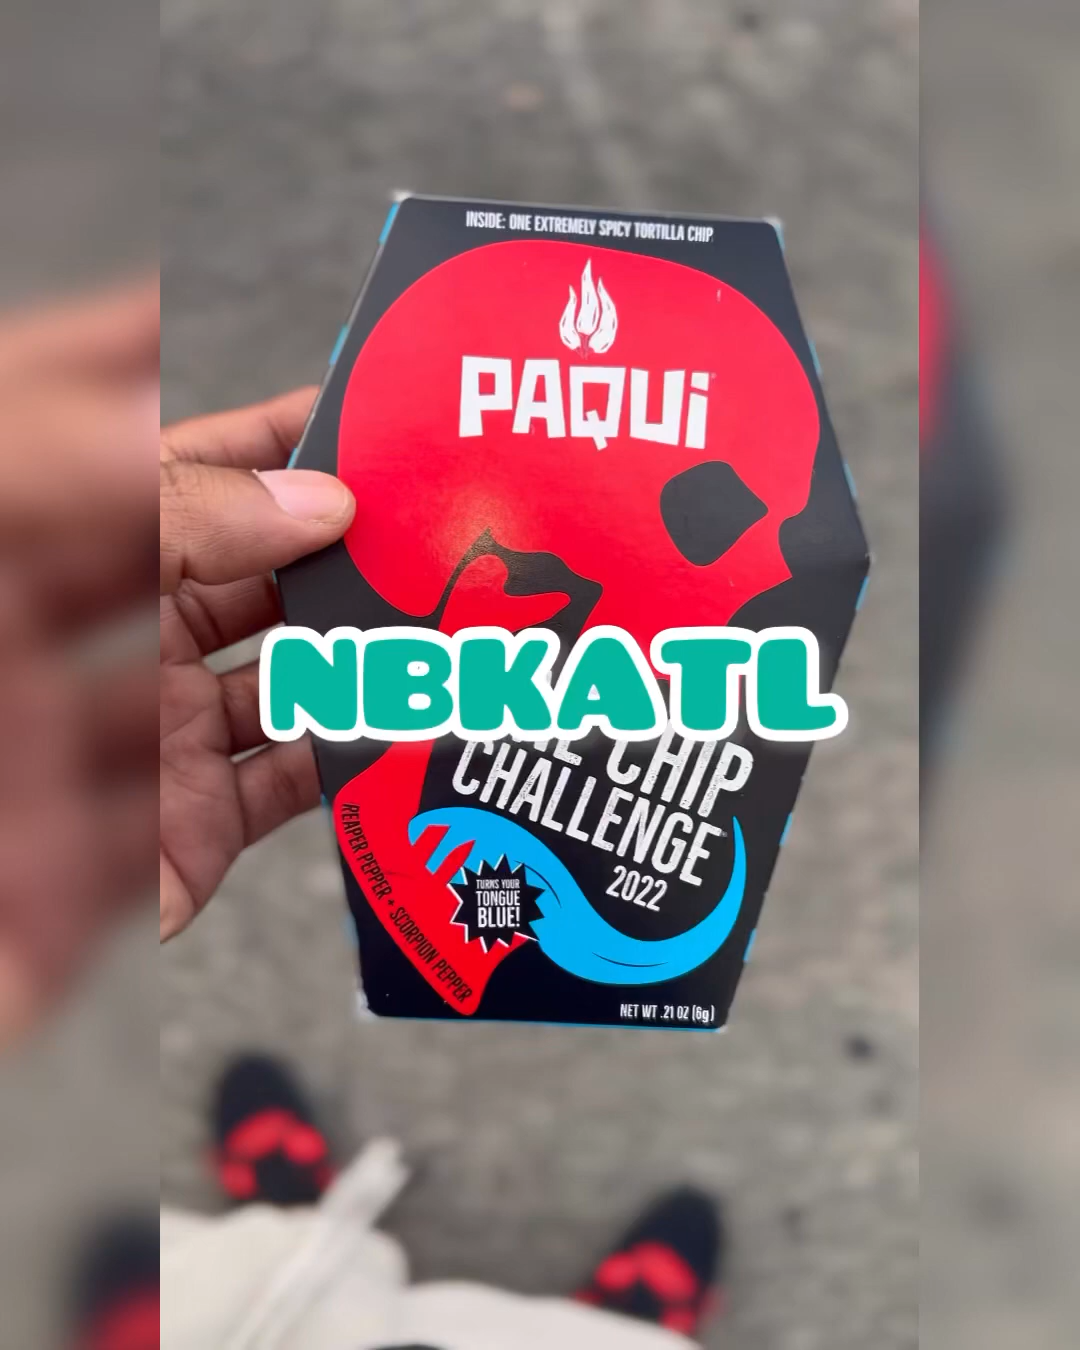 INSIDE: ONE EXTREMELY SPICY TORTILLA CHIP
PAQUI
NBKATL
CHIP
CHALLENGE
2022
REAPER PEPPER + SCORPION PEPPER
TURNS YOUR
TONGUE
BLUE!
NET WT .21 OZ (6g)